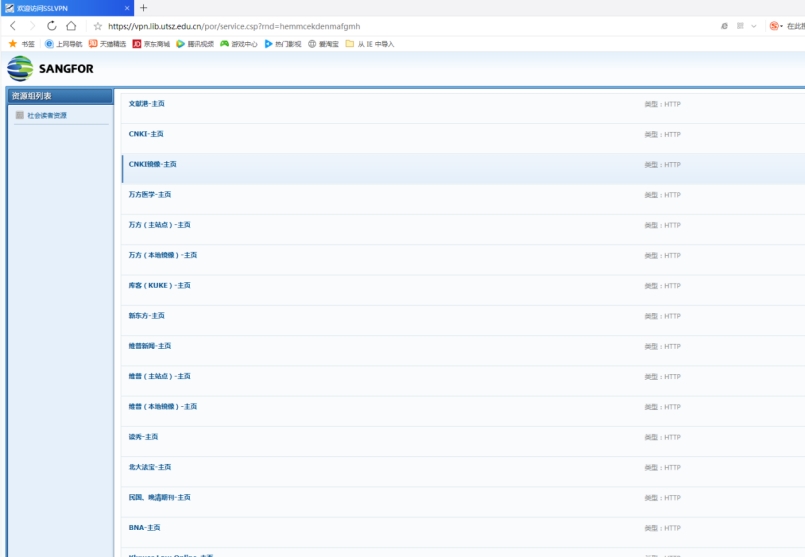 欢迎访问SSLVPN
https://vpn.lib.utsz.edu.cn/por/service.csp?rnd=hemmcekdenmafgmh
书签 上网导航 天猫精选 京东商城 腾讯视频 游戏中心 热门影视 爱淘宝 从 IE 中导入
SANGFOR
资源组列表
社会读者资源
文献港-主页 类型：HTTP
CNKI-主页 类型：HTTP
CNKI镜像-主页 类型：HTTP
万方医学-主页 类型：HTTP
万方（主站点）-主页 类型：HTTP
万方（本地镜像）-主页 类型：HTTP
库客（KUKE）-主页 类型：HTTP
新东方-主页 类型：HTTP
维普新闻-主页 类型：HTTP
维普（主站点）-主页 类型：HTTP
维普（本地镜像）-主页 类型：HTTP
读秀-主页 类型：HTTP
北大法宝-主页 类型：HTTP
民国、晚清期刊-主页 类型：HTTP
BNA-主页 类型：HTTP